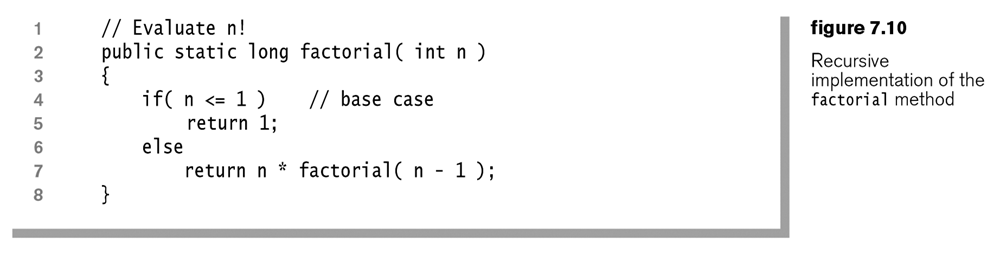 1 // Evaluate n!
2 public static long factorial( int n )
3 {
4 if( n <= 1 ) // base case
5 return 1;
6 else
7 return n * factorial( n - 1 );
8 }
figure 7.10
Recursive
implementation of the
factorial method